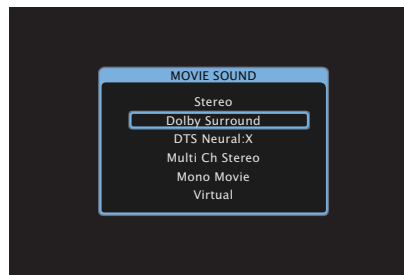 MOVIE SOUND
Stereo
Dolby Surround
DTS Neural:X
Multi Ch Stereo
Mono Movie
Virtual